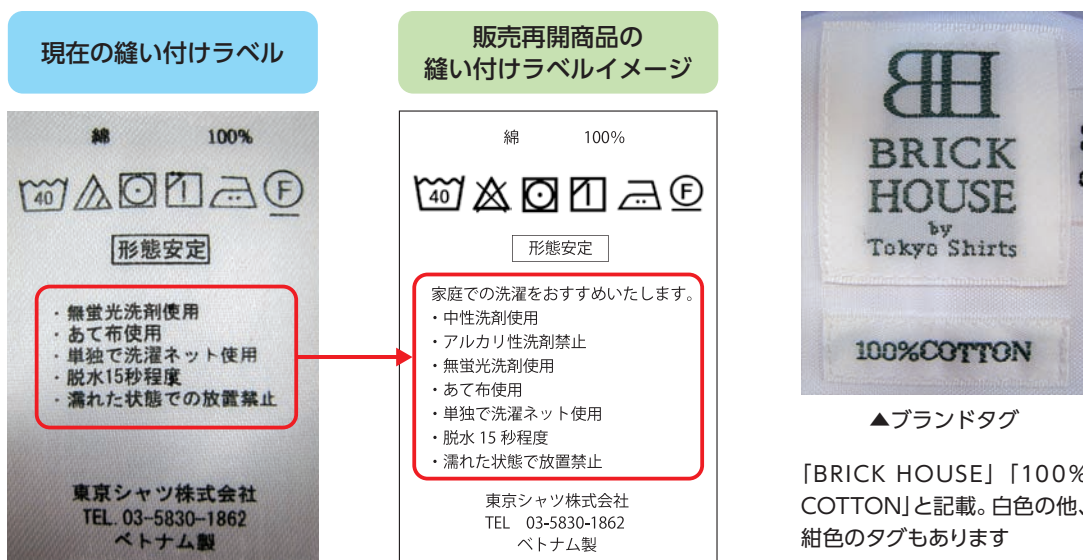 現在の縫い付けラベル
綿 100%
40
F
形態安定
・無蛍光洗剤使用
・あて布使用
・単独で洗濯ネット使用
・脱水15秒程度
・濡れた状態での放置禁止
東京シャツ株式会社
TEL. 03-5830-1862
ベトナム製
販売再開商品の
縫い付けラベルイメージ
綿 100%
40
F
形態安定
家庭での洗濯をおすすめいたします。
・中性洗剤使用
・アルカリ性洗剤禁止
・無蛍光洗剤使用
・あて布使用
・単独で洗濯ネット使用
・脱水 15 秒程度
・濡れた状態で放置禁止
東京シャツ株式会社
TEL 03-5830-1862
ベトナム製
BH
BRICK
HOUSE
by
Tokyo Shirts
100%COTTON
▲ブランドタグ
「BRICK HOUSE」「100%
COTTON」と記載。白色の他、
紺色のタグもあります